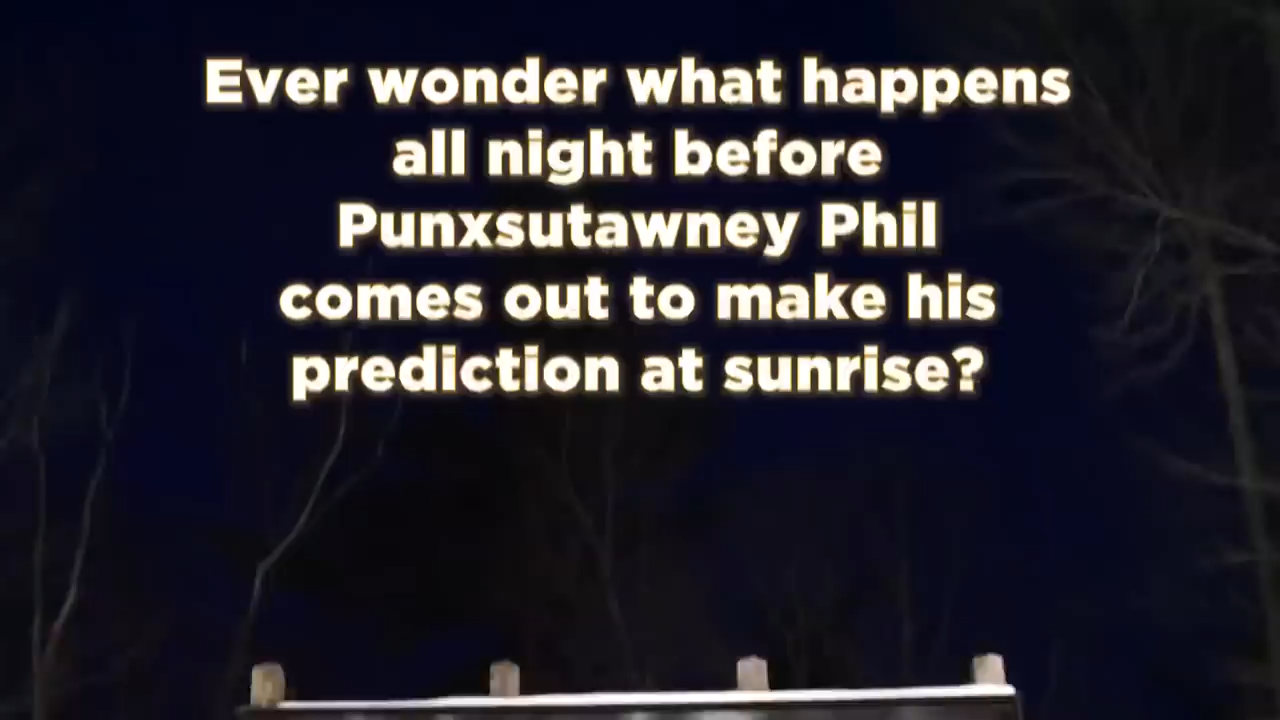 Ever wonder what happens
all night before
Punxsutawney Phil
comes out to make his
prediction at sunrise?